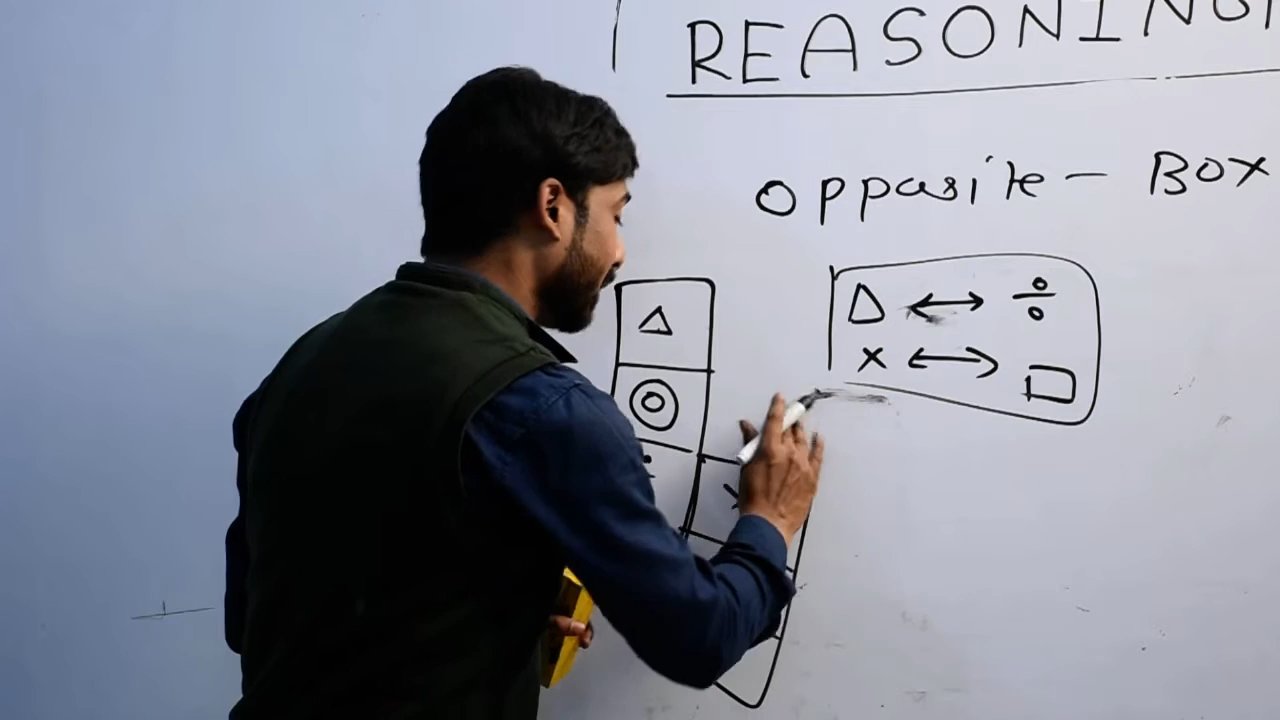 REASONING
Opposite - BOX
△ ↔ ÷
× ↔ □
△
◎
÷
×